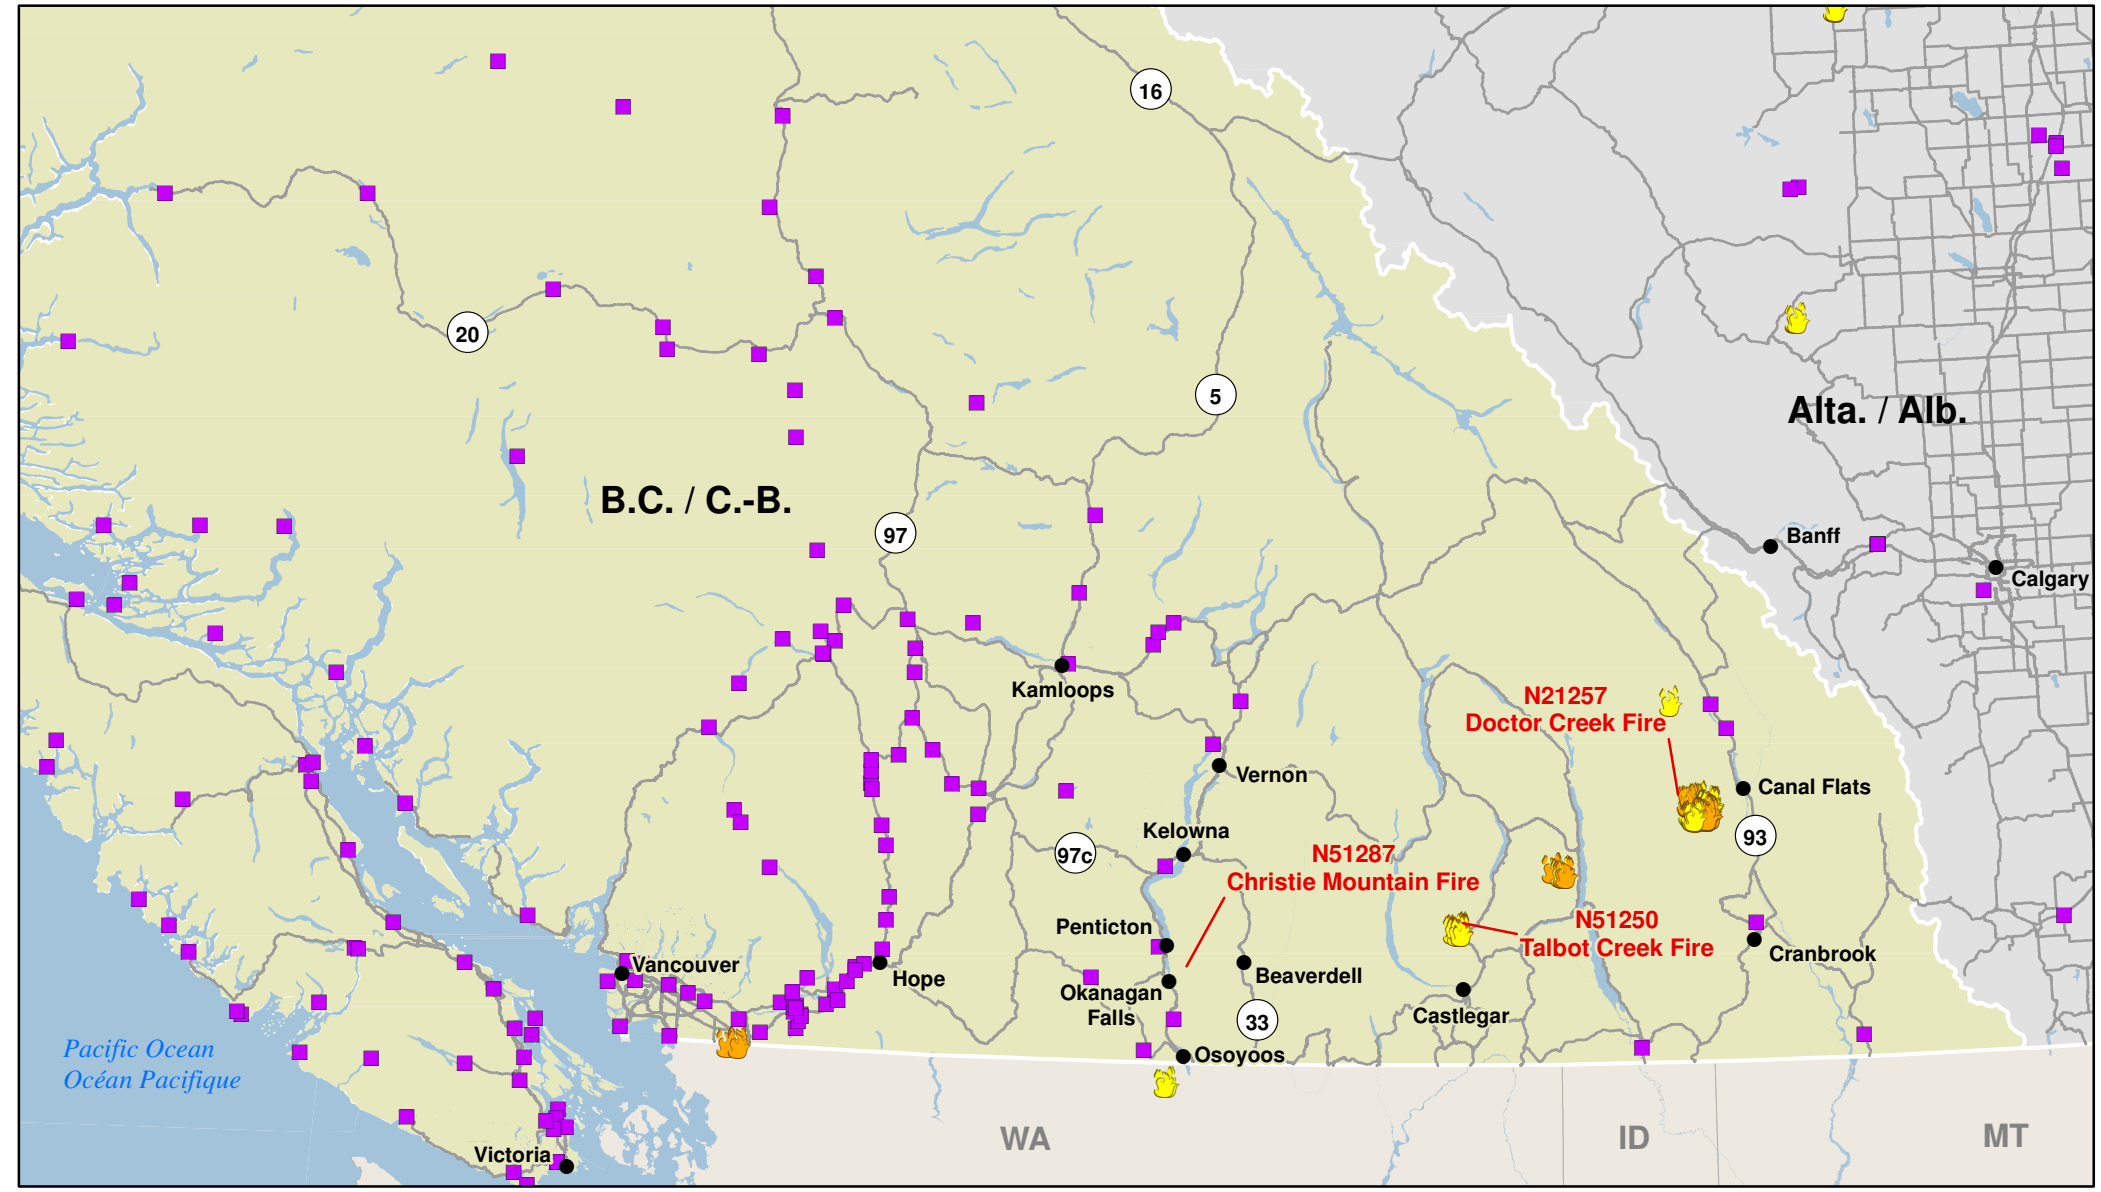 16
20
5
Alta. / Alb.
B.C. / C.-B.
97
Banff
Calgary
Kamloops
N21257
Doctor Creek Fire
Vernon
Canal Flats
Kelowna
93
97c
N51287
Christie Mountain Fire
Penticton
N51250
Talbot Creek Fire
Cranbrook
Vancouver
Hope
Beaverdell
Okanagan
Falls
Castlegar
33
Pacific Ocean
Océan Pacifique
Osoyoos
WA
ID
MT
Victoria